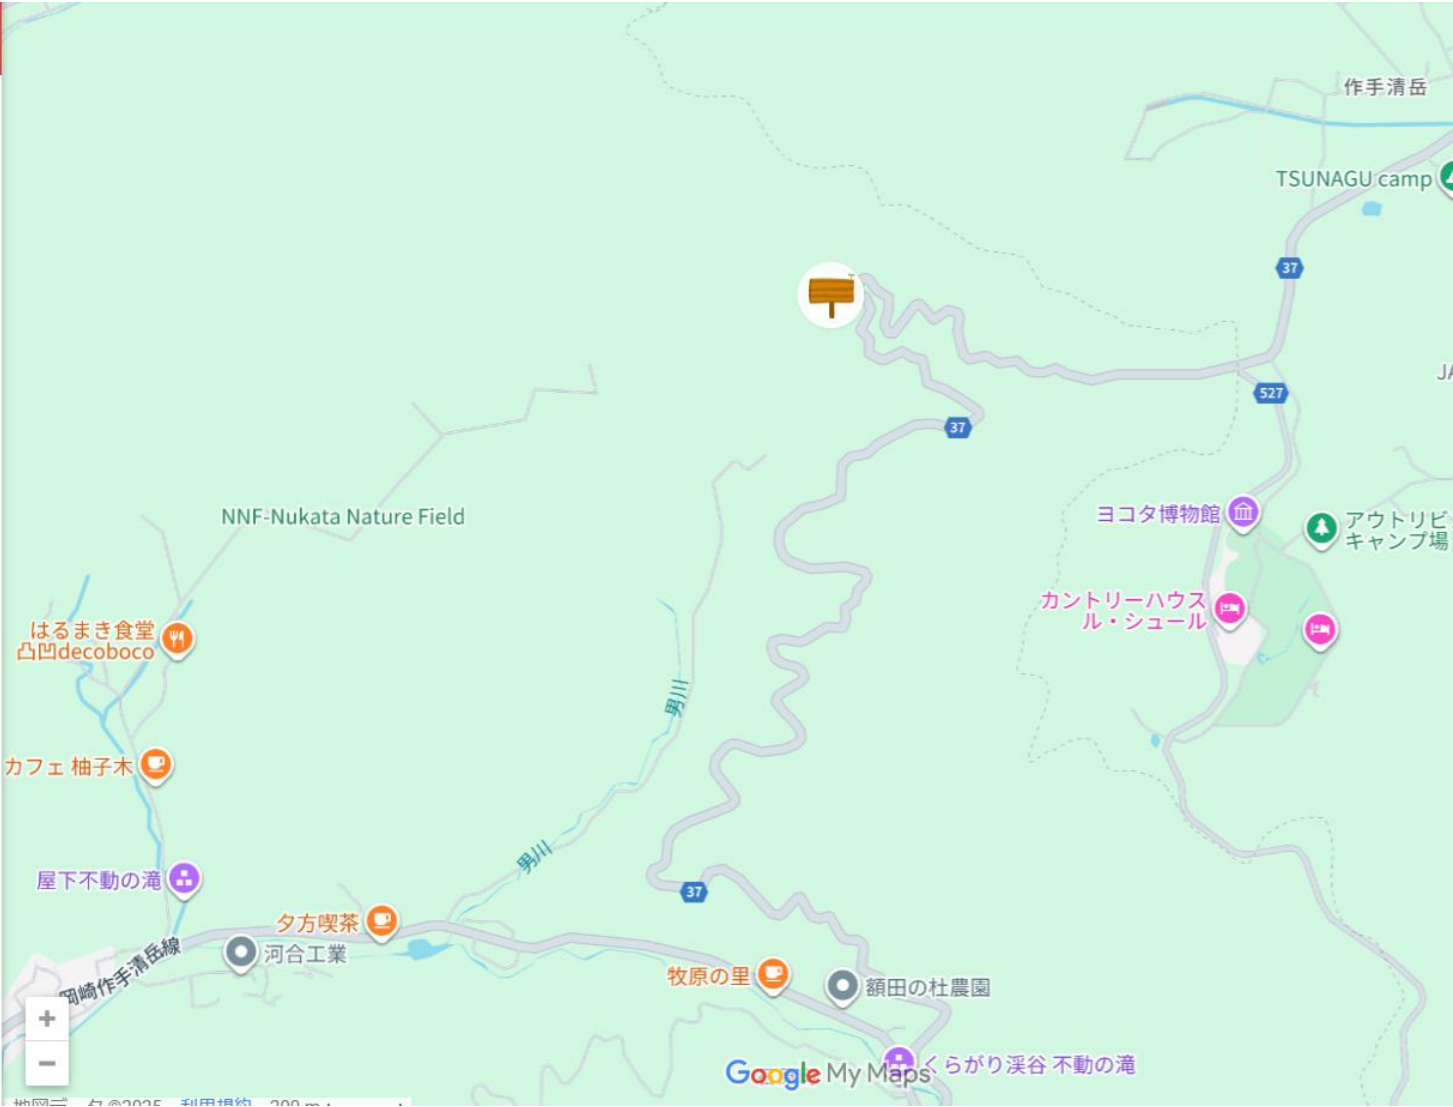 作手清岳
TSUNAGU camp
37
527
37
NNF-Nukata Nature Field
ヨコタ博物館
アウトリビ
キャンプ場
カントリーハウス
ル・シュール
はるまき食堂
凸凹decoboco
男川
カフェ 柚子木
男川
屋下不動の滝
37
夕方喫茶
河合工業
岡崎作手清岳線
牧原の里
額田の杜農園
くらがり渓谷 不動の滝
Google My Maps
+
−